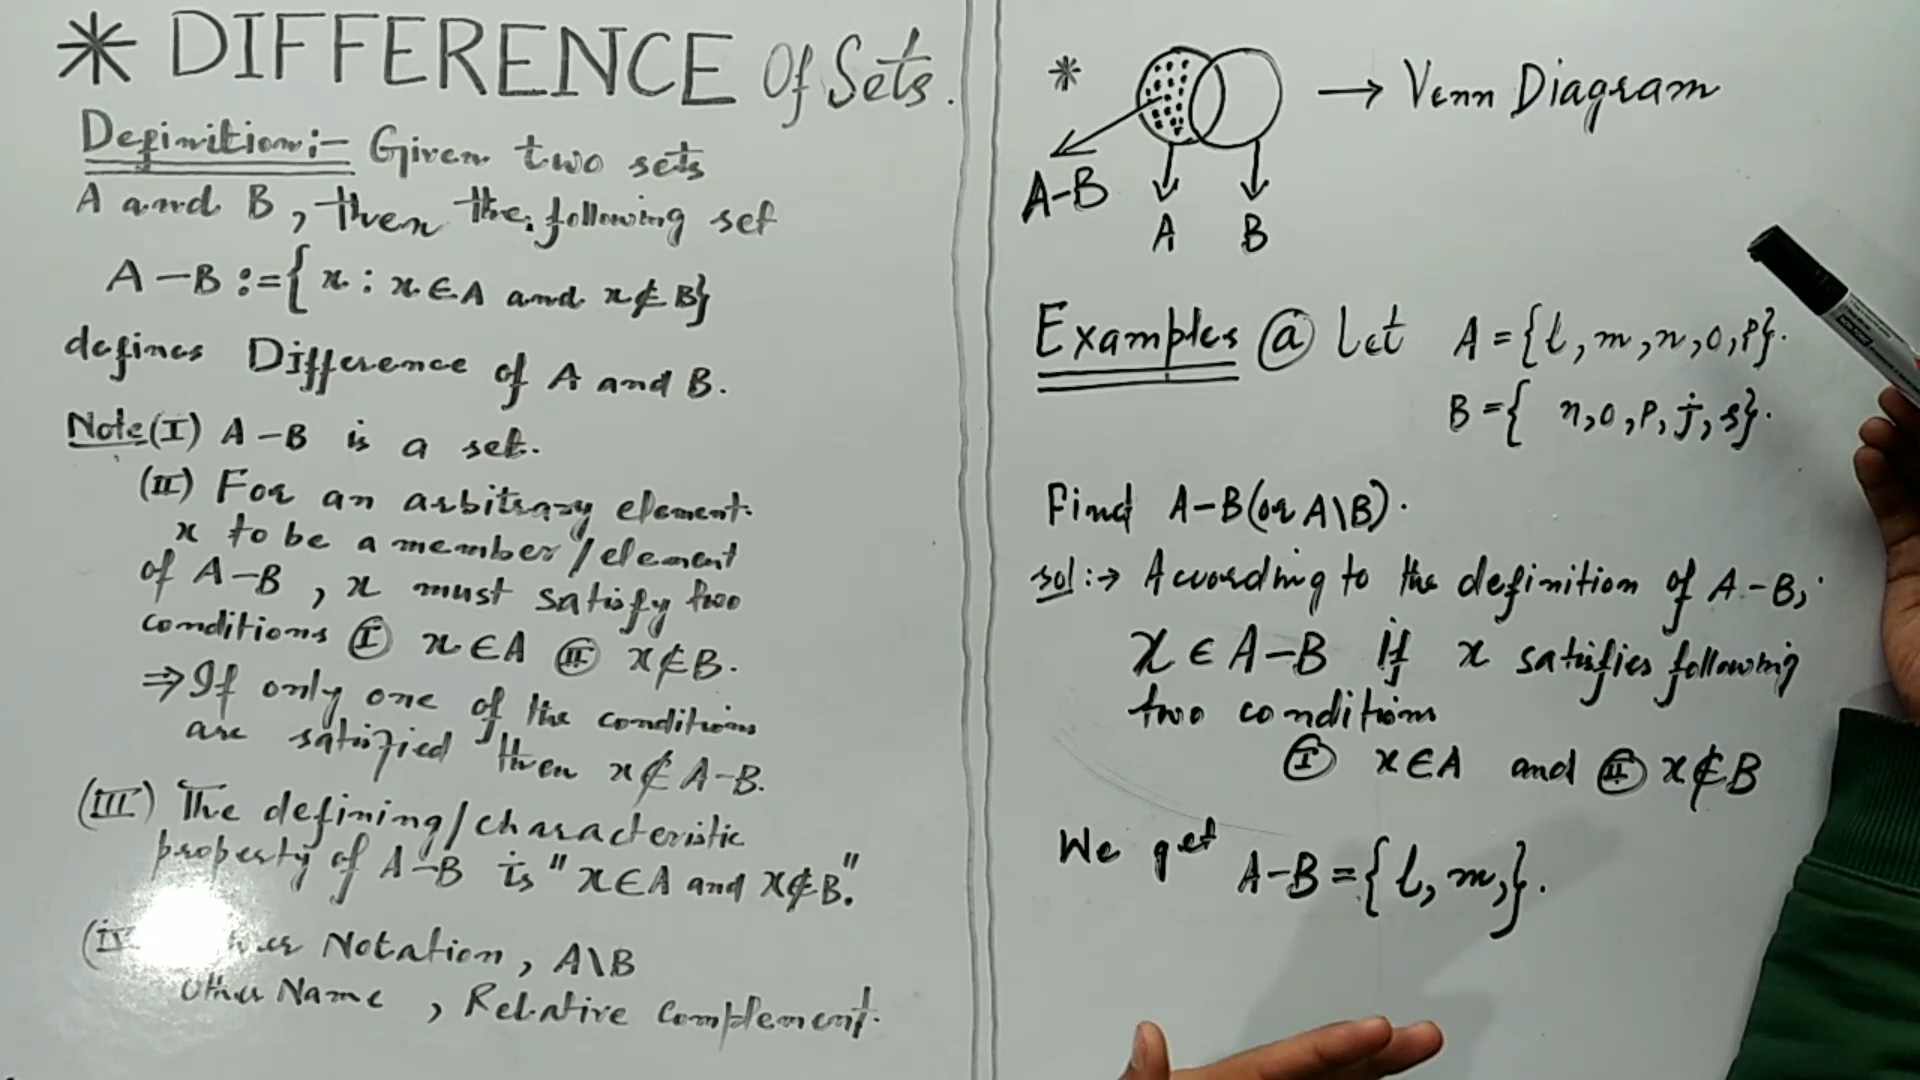 * DIFFERENCE Of Sets.
Definition:- Given two sets
A and B, then the following set
A-B := { x : x ∈ A and x ∉ B}
defines Difference of A and B.
Note (I) A-B is a set.
(II) For an arbitrary element
x to be a member/element
of A-B, x must satisfy two
conditions Ⓘ x ∈ A Ⓘⓘ x ∉ B.
⇒ If only one of the conditions
are satisfied then x ∉ A-B.
(III) The defining/characteristic
property of A-B is "x ∈ A and x ∉ B."
Notation, A\B
Other Name, Relative Complement.
* → Venn Diagram
A-B
A B
Examples ⓐ Let A = {l, m, n, o, p}.
B = { n, o, p, j, s}.
Find A-B (or A\B).
sol :→ According to the definition of A-B;
x ∈ A-B if x satisfies following
two conditions
Ⓘ x ∈ A and Ⓘⓘ x ∉ B
We get A-B = {l, m,}.